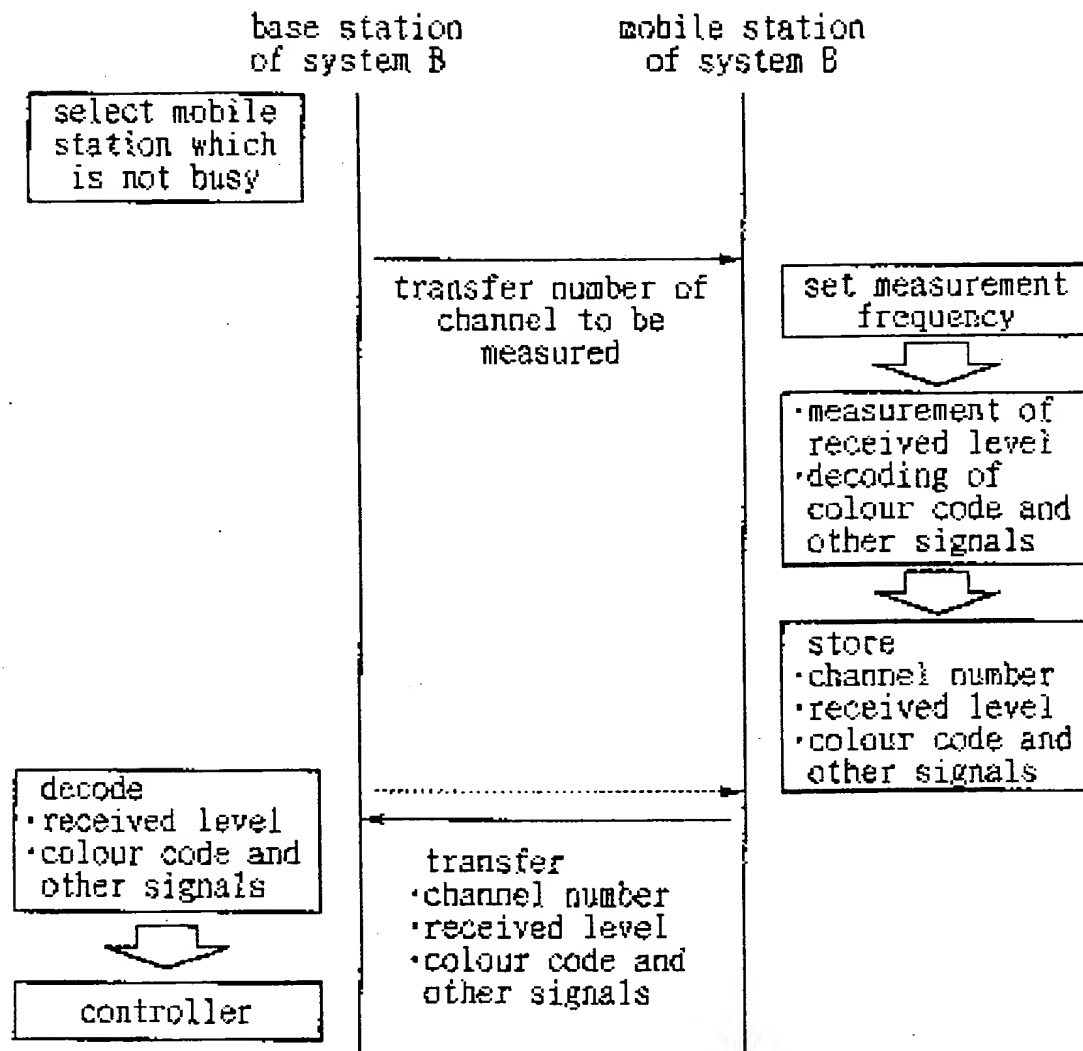 base station
of system B
mobile station
of system B
select mobile
station which
is not busy
transfer number of
channel to be
measured
set measurement
frequency
·measurement of
received level
·decoding of
colour code and
other signals
store
·channel number
·received level
·colour code and
other signals
decode
·received level
·colour code and
other signals
transfer
·channel number
·received level
·colour code and
other signals
controller